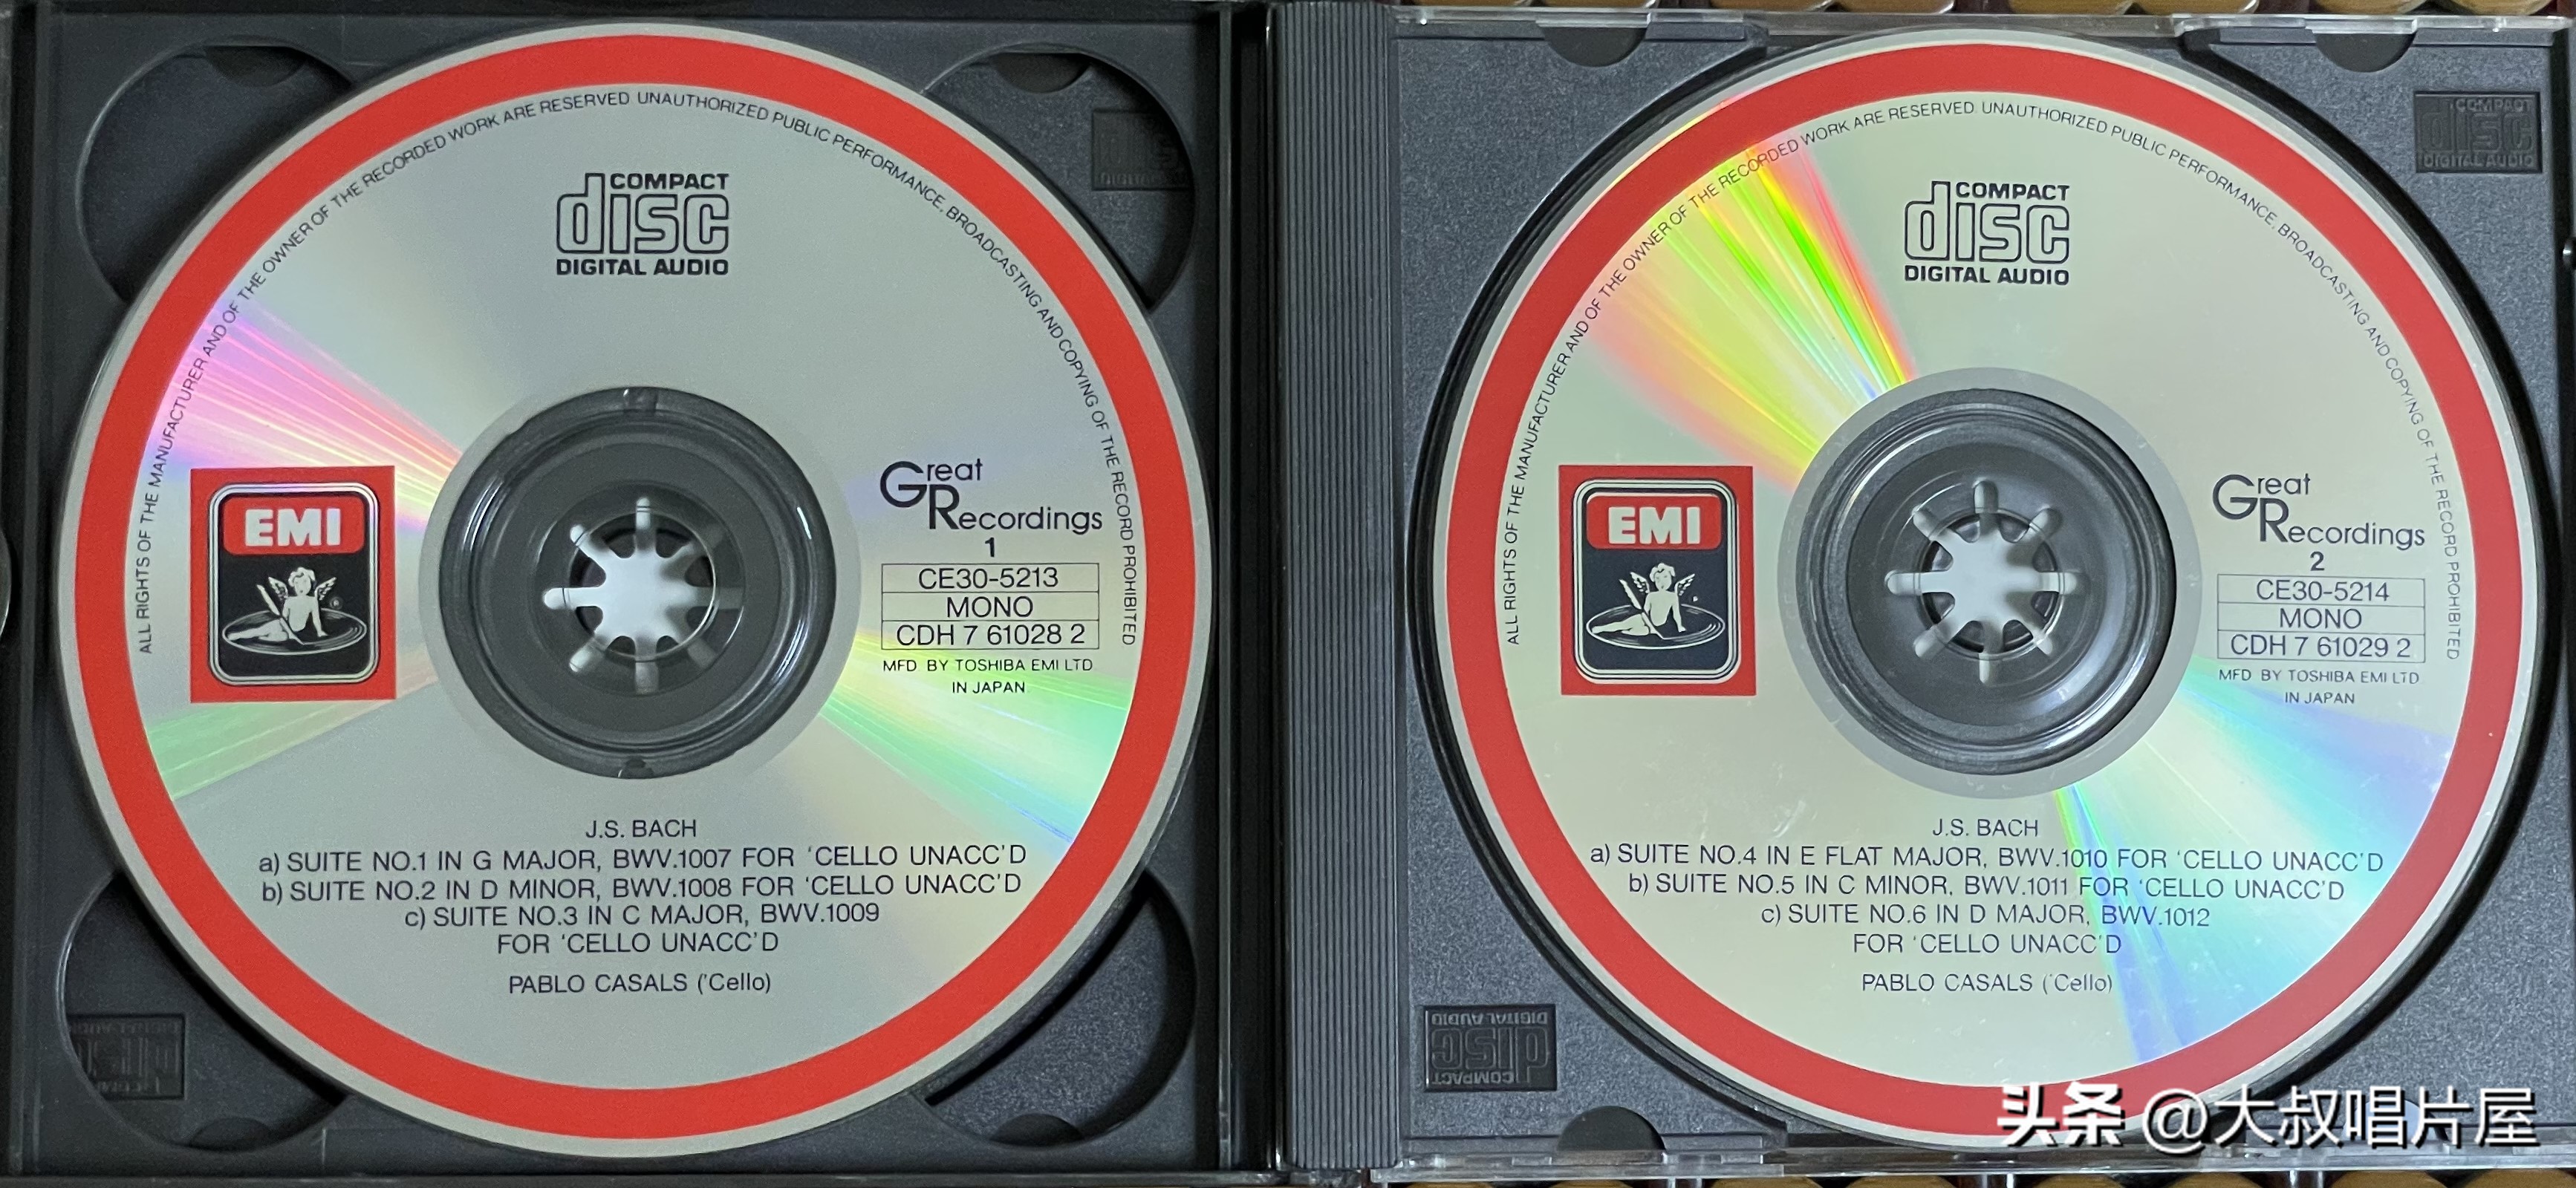 ALL RIGHTS OF THE MANUFACTURER AND OF THE OWNER OF THE RECORDED WORK ARE RESERVED. UNAUTHORIZED PUBLIC PERFORMANCE, BROADCASTING AND COPYING OF THE RECORD PROHIBITED
COMPACT
disc
DIGITAL AUDIO
EMI
Great
Recordings
1
CE30-5213
MONO
CDH 7 61028 2
MFD BY TOSHIBA EMI LTD
IN JAPAN
J.S. BACH
a) SUITE NO.1 IN G MAJOR, BWV.1007 FOR 'CELLO UNACC'D
b) SUITE NO.2 IN D MINOR, BWV.1008 FOR 'CELLO UNACC'D
c) SUITE NO.3 IN C MAJOR, BWV.1009
FOR 'CELLO UNACC'D
PABLO CASALS ('Cello)
ALL RIGHTS OF THE MANUFACTURER AND OF THE OWNER OF THE RECORDED WORK ARE RESERVED. UNAUTHORIZED PUBLIC PERFORMANCE, BROADCASTING AND COPYING OF THE RECORD PROHIBITED
COMPACT
disc
DIGITAL AUDIO
EMI
Great
Recordings
2
CE30-5214
MONO
CDH 7 61029 2
MFD BY TOSHIBA EMI LTD
IN JAPAN
J.S. BACH
a) SUITE NO.4 IN E FLAT MAJOR, BWV.1010 FOR 'CELLO UNACC'D
b) SUITE NO.5 IN C MINOR, BWV.1011 FOR 'CELLO UNACC'D
c) SUITE NO.6 IN D MAJOR, BWV.1012
FOR 'CELLO UNACC'D
PABLO CASALS ('Cello)
COMPACT
disc
DIGITAL AUDIO
COMPACT
disc
DIGITAL AUDIO
头条 @大叔唱片屋